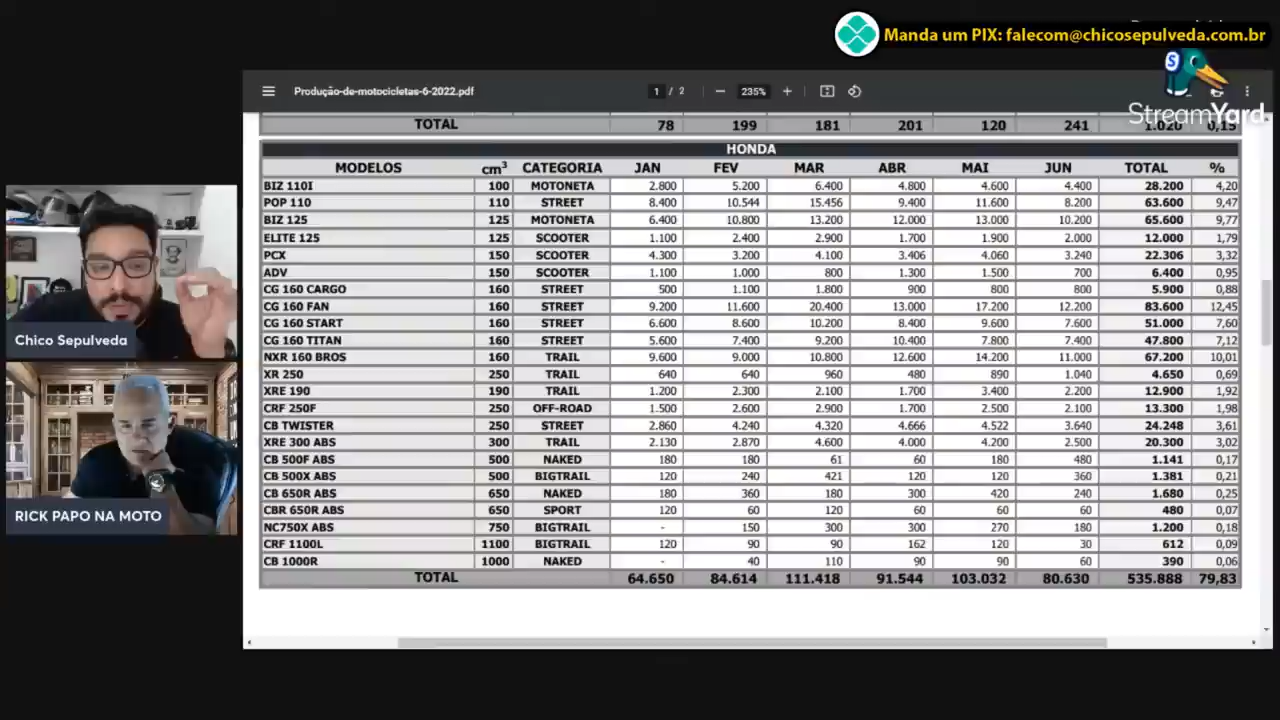 Manda um PIX: falecom@chicosepulveda.com.br
S
StreamYard
Produção-de-motocicletas-6-2022.pdf 1 / 2 235%
TOTAL 78 199 181 201 120 241 1.020 0,15
HONDA
MODELOS cm³ CATEGORIA JAN FEV MAR ABR MAI JUN TOTAL %
BIZ 110I 100 MOTONETA 2.800 5.200 6.400 4.800 4.600 4.400 28.200 4,20
POP 110 110 STREET 8.400 10.544 15.456 9.400 11.600 8.200 63.600 9,47
BIZ 125 125 MOTONETA 6.400 10.800 13.200 12.000 13.000 10.200 65.600 9,77
ELITE 125 125 SCOOTER 1.100 2.400 2.900 1.700 1.900 2.000 12.000 1,79
PCX 150 SCOOTER 4.300 3.200 4.100 3.406 4.060 3.240 22.306 3,32
ADV 150 SCOOTER 1.100 1.000 800 1.300 1.500 700 6.400 0,95
CG 160 CARGO 160 STREET 500 1.100 1.800 900 800 800 5.900 0,88
CG 160 FAN 160 STREET 9.200 11.600 20.400 13.000 17.200 12.200 83.600 12,45
CG 160 START 160 STREET 6.600 8.600 10.200 8.400 9.600 7.600 51.000 7,60
CG 160 TITAN 160 STREET 5.600 7.400 9.200 10.400 7.800 7.400 47.800 7,12
NXR 160 BROS 160 TRAIL 9.600 9.000 10.800 12.600 14.200 11.000 67.200 10,01
XR 250 250 TRAIL 640 640 960 480 890 1.040 4.650 0,69
XRE 190 190 TRAIL 1.200 2.300 2.100 1.700 3.400 2.200 12.900 1,92
CRF 250F 250 OFF-ROAD 1.500 2.600 2.900 1.700 2.500 2.100 13.300 1,98
CB TWISTER 250 STREET 2.860 4.240 4.320 4.666 4.522 3.640 24.248 3,61
XRE 300 ABS 300 TRAIL 2.130 2.870 4.600 4.000 4.200 2.500 20.300 3,02
CB 500F ABS 500 NAKED 180 180 61 60 180 480 1.141 0,17
CB 500X ABS 500 BIGTRAIL 120 240 421 120 120 360 1.381 0,21
CB 650R ABS 650 NAKED 180 360 180 300 420 240 1.680 0,25
CBR 650R ABS 650 SPORT 120 60 120 60 60 60 480 0,07
NC750X ABS 750 BIGTRAIL - 150 300 300 270 180 1.200 0,18
CRF 1100L 1100 BIGTRAIL 120 90 90 162 120 30 612 0,09
CB 1000R 1000 NAKED - 40 110 90 90 60 390 0,06
TOTAL 64.650 84.614 111.418 91.544 103.032 80.630 535.888 79,83
Chico Sepulveda
RICK PAPO NA MOTO